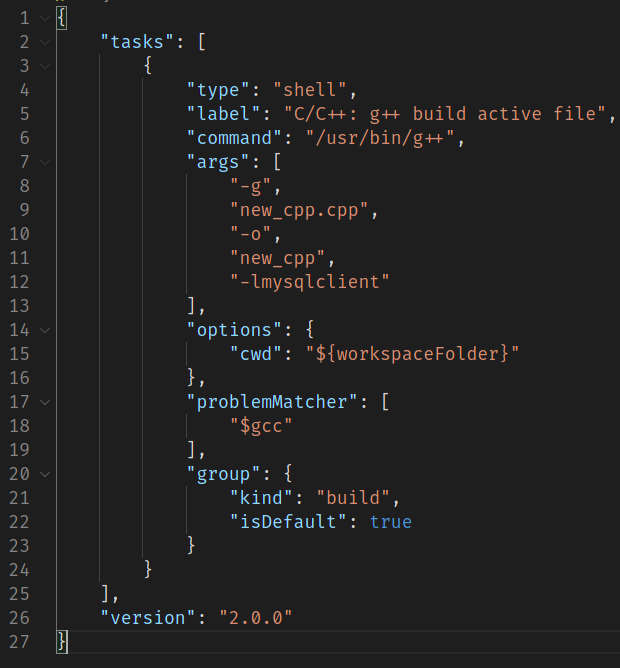 1 {
2 "tasks": [
3 {
4 "type": "shell",
5 "label": "C/C++: g++ build active file",
6 "command": "/usr/bin/g++",
7 "args": [
8 "-g",
9 "new_cpp.cpp",
10 "-o",
11 "new_cpp",
12 "-lmysqlclient"
13 ],
14 "options": {
15 "cwd": "${workspaceFolder}"
16 },
17 "problemMatcher": [
18 "$gcc"
19 ],
20 "group": {
21 "kind": "build",
22 "isDefault": true
23 }
24 }
25 ],
26 "version": "2.0.0"
27 }